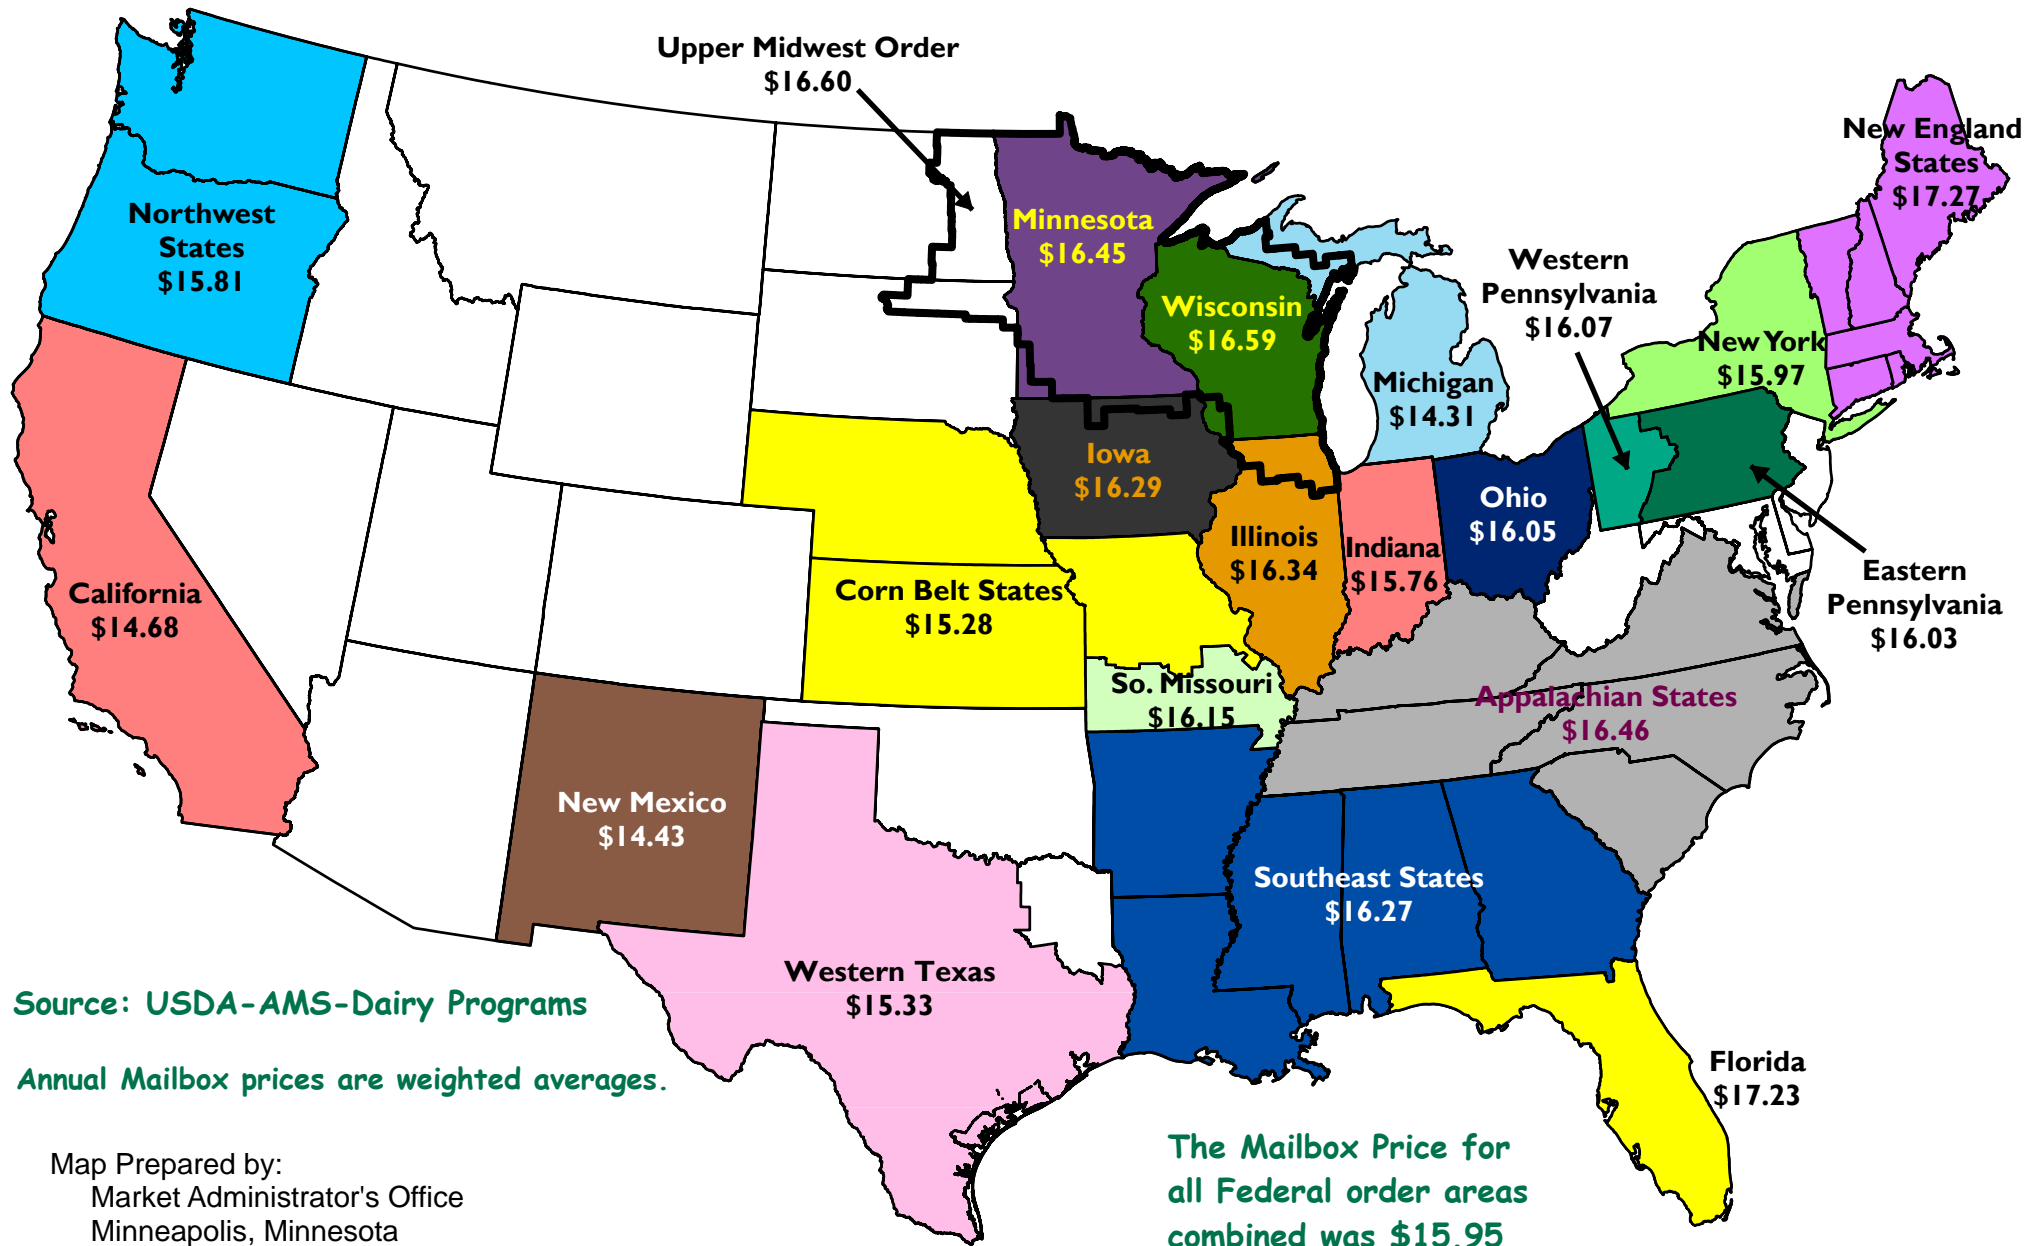 Upper Midwest Order
$16.60
New England
States
$17.27
Northwest
States
$15.81
Minnesota
$16.45
Western
Pennsylvania
$16.07
Wisconsin
$16.59
New York
$15.97
Michigan
$14.31
Iowa
$16.29
Ohio
$16.05
Illinois
$16.34
Indiana
$15.76
Eastern
Pennsylvania
$16.03
California
$14.68
Corn Belt States
$15.28
So. Missouri
$16.15
Appalachian States
$16.46
New Mexico
$14.43
Southeast States
$16.27
Western Texas
$15.33
Florida
$17.23
Source: USDA-AMS-Dairy Programs
Annual Mailbox prices are weighted averages.
Map Prepared by:
Market Administrator's Office
Minneapolis, Minnesota
The Mailbox Price for
all Federal order areas
combined was $15.95